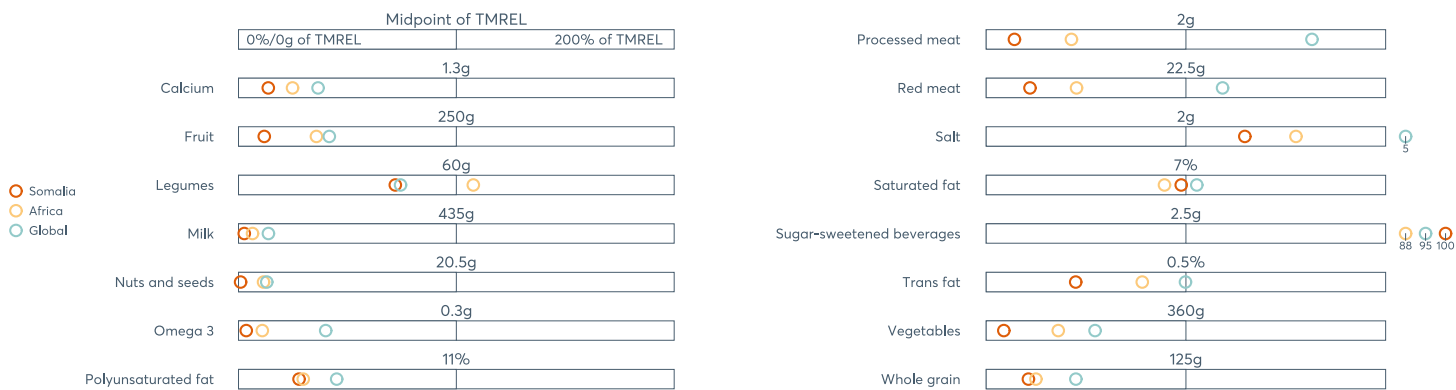 Midpoint of TMREL
0%/0g of TMREL 200% of TMREL
1.3g
Calcium
250g
Fruit
60g
Legumes
435g
Milk
20.5g
Nuts and seeds
0.3g
Omega 3
11%
Polyunsaturated fat
Somalia
Africa
Global
2g
Processed meat
22.5g
Red meat
2g
Salt
5
7%
Saturated fat
2.5g
Sugar-sweetened beverages
88 95 100
0.5%
Trans fat
360g
Vegetables
125g
Whole grain